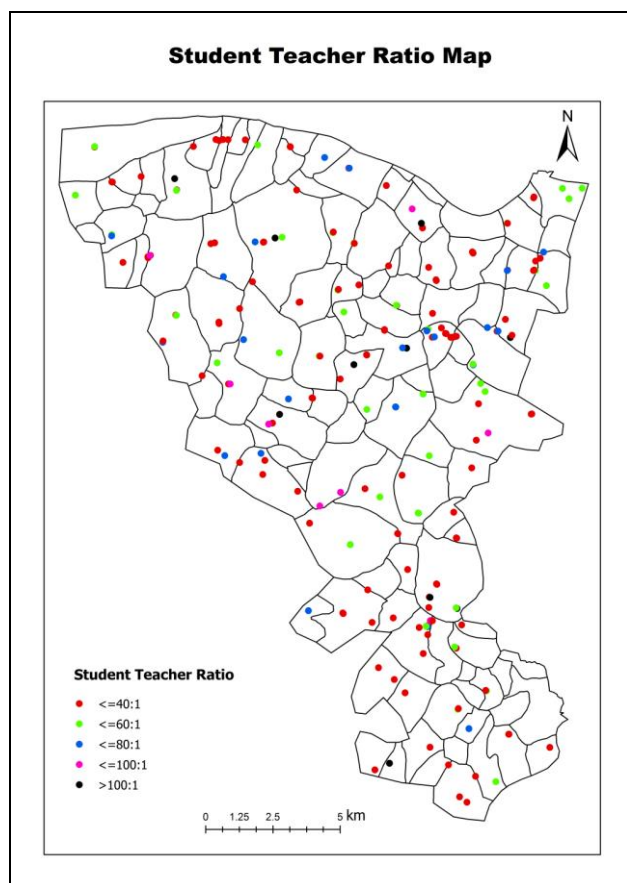 Student Teacher Ratio Map
N
Student Teacher Ratio
<=40:1
<=60:1
<=80:1
<=100:1
>100:1
0 1.25 2.5 5 km